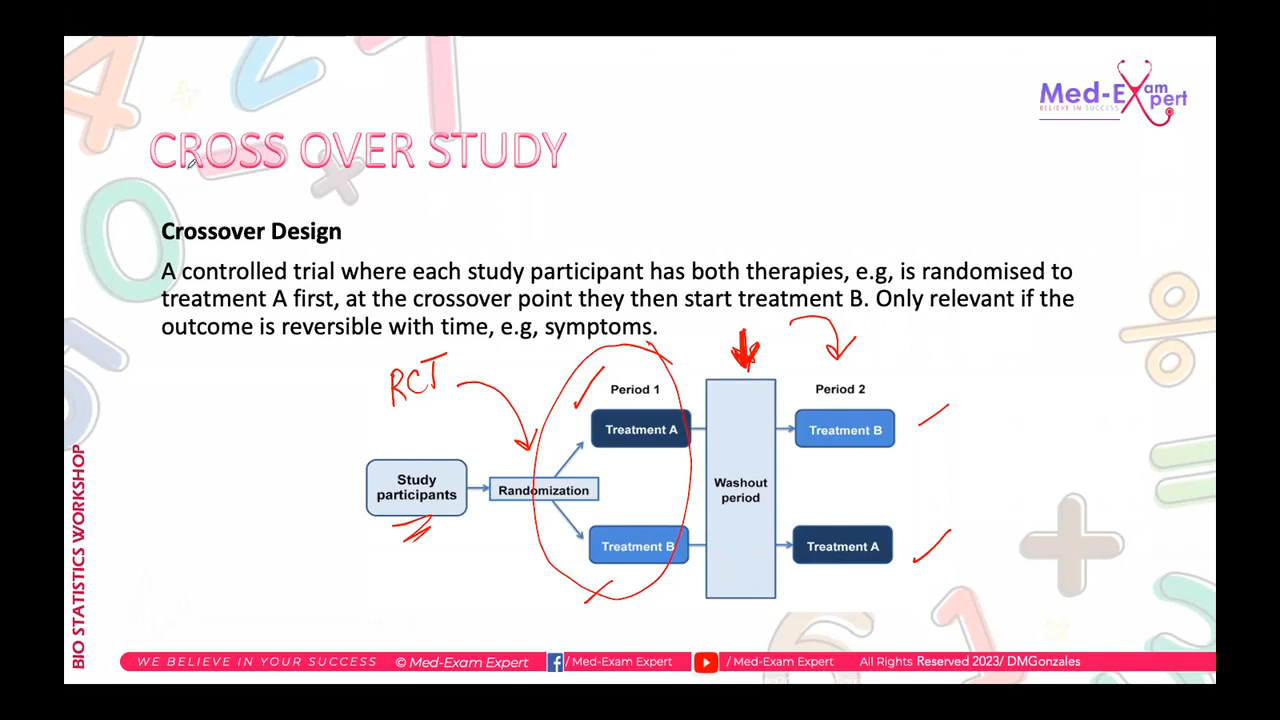 Med-Exam
pert
BELIEVE IN SUCCESS
CROSS OVER STUDY
Crossover Design
A controlled trial where each study participant has both therapies, e.g, is randomised to
treatment A first, at the crossover point they then start treatment B. Only relevant if the
outcome is reversible with time, e.g, symptoms.
RCT
Period 1
Period 2
Treatment A
Treatment B
Study
participants
Randomization
Washout
period
Treatment B
Treatment A
BIO STATISTICS WORKSHOP
WE BELIEVE IN YOUR SUCCESS © Med-Exam Expert / Med-Exam Expert / Med-Exam Expert All Rights Reserved 2023/ DMGonzales